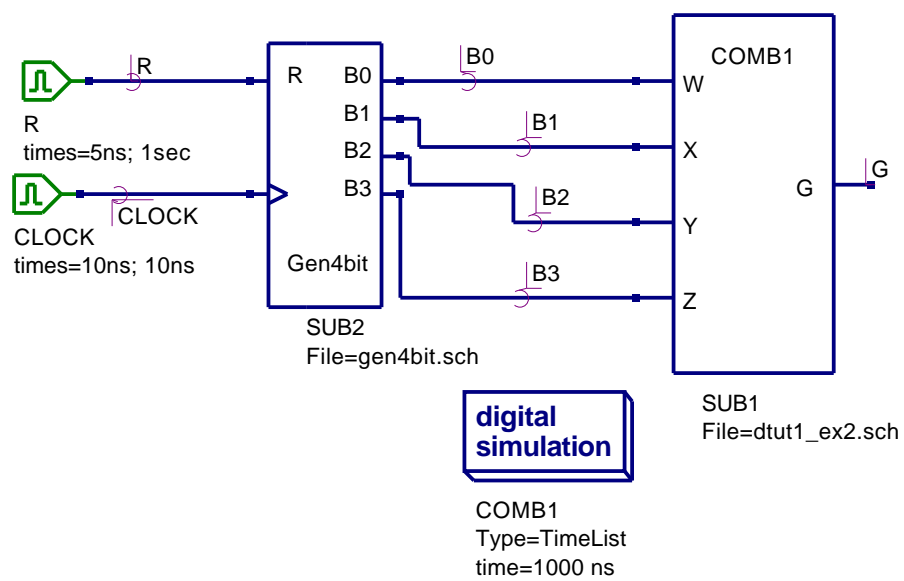 R
R
times=5ns; 1sec
CLOCK
CLOCK
times=10ns; 10ns
R
B0
B1
B2
B3
Gen4bit
SUB2
File=gen4bit.sch
B0
B1
B2
B3
COMB1
W
X
Y
Z
G
G
SUB1
File=dtut1_ex2.sch
digital
simulation
COMB1
Type=TimeList
time=1000 ns